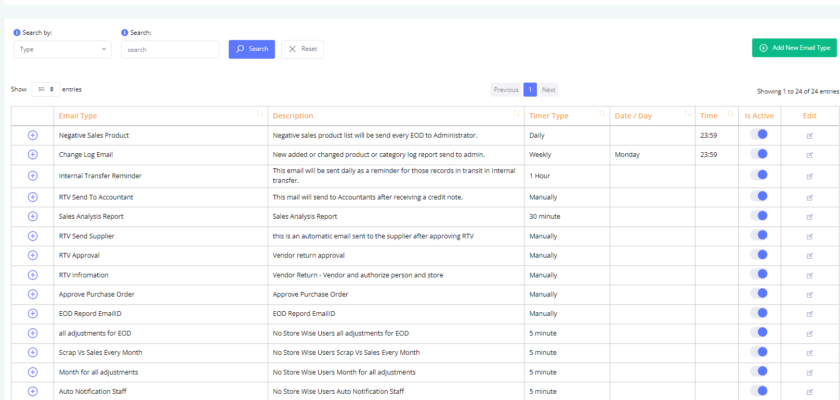 Search by: Search:
Type search Search Reset Add New Email Type
Show 50 entries Previous 1 Next Showing 1 to 24 of 24 entries
Email Type Description Timer Type Date / Day Time Is Active Edit
Negative Sales Product Negative sales product list will be send every EOD to Administrator. Daily 23:59
Change Log Email New added or changed product or category log report send to admin. Weekly Monday 23:59
Internal Transfer Reminder This email will be sent daily as a reminder for those records in transit in Internal transfer. 1 Hour
RTV Send To Accountant This mail will send to Accountants after receiving a credit note. Manually
Sales Analysis Report Sales Analysis Report 30 minute
RTV Send Supplier this is an automatic email sent to the supplier after approving RTV Manually
RTV Approval Vendor return approval Manually
RTV Infromation Vendor Return - Vendor and authorize person and store Manually
Approve Purchase Order Approve Purchase Order Manually
EOD Repord EmailID EOD Repord EmailID Manually
all adjustments for EOD No Store Wise Users all adjustments for EOD 5 minute
Scrap Vs Sales Every Month No Store Wise Users Scrap Vs Sales Every Month 5 minute
Month for all adjustments No Store Wise Users Month for all adjustments 5 minute
Auto Notification Staff No Store Wise Users Auto Notification Staff 5 minute